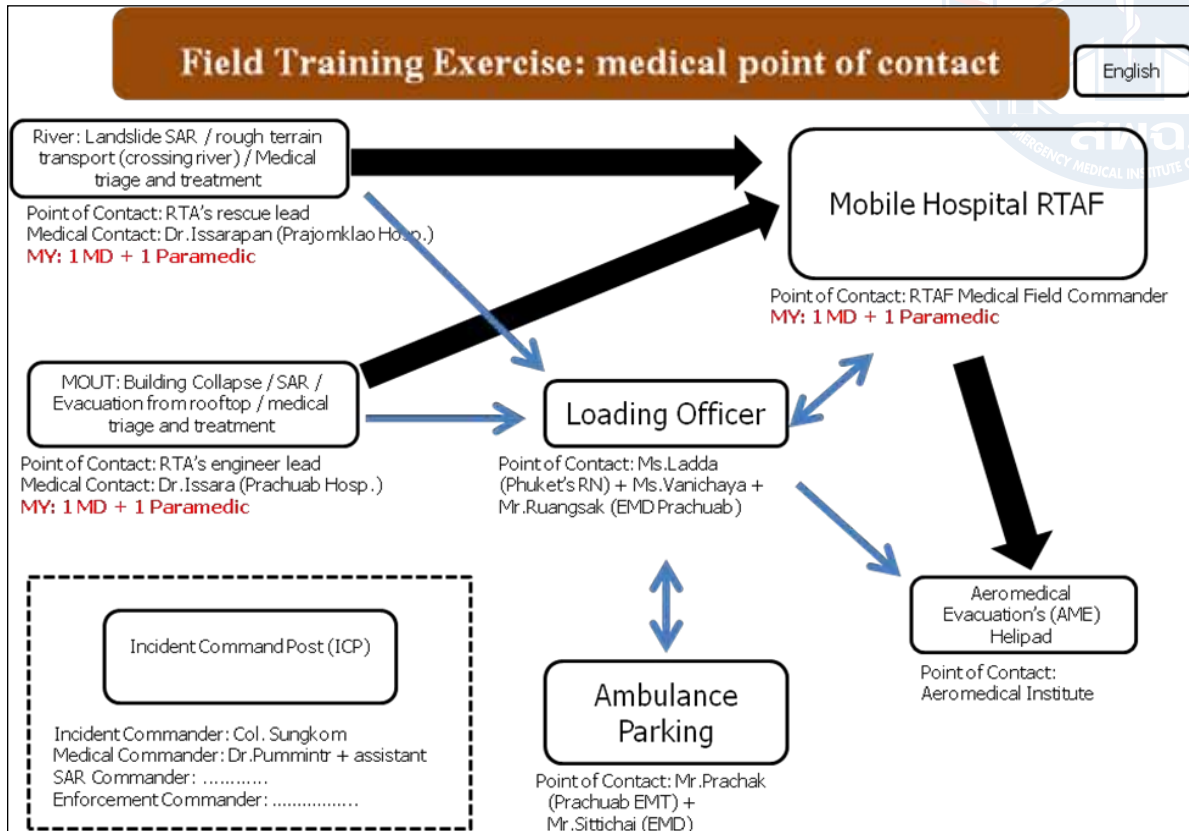 Field Training Exercise: medical point of contact
English
River: Landslide SAR / rough terrain
transport (crossing river) / Medical
triage and treatment
Point of Contact: RTA's rescue lead
Medical Contact: Dr.Issarapan (Prajomklao Hosp.)
MY: 1 MD + 1 Paramedic
Mobile Hospital RTAF
Point of Contact: RTAF Medical Field Commander
MY: 1 MD + 1 Paramedic
MOUT: Building Collapse / SAR /
Evacuation from rooftop / medical
triage and treatment
Point of Contact: RTA's engineer lead
Medical Contact: Dr.Issara (Prachuab Hosp.)
MY: 1 MD + 1 Paramedic
Loading Officer
Point of Contact: Ms.Ladda
(Phuket's RN) + Ms.Vanichaya +
Mr.Ruangsak (EMD Prachuab)
Aeromedical
Evacuation's (AME)
Helipad
Point of Contact:
Aeromedical Institute
Incident Command Post (ICP)
Incident Commander: Col. Sungkom
Medical Commander: Dr.Pummintr + assistant
SAR Commander: ............
Enforcement Commander: .................
Ambulance
Parking
Point of Contact: Mr.Prachak
(Prachuab EMT) +
Mr.Sittichai (EMD)
สพฉ
EMERGENCY MEDICAL INSTITUTE